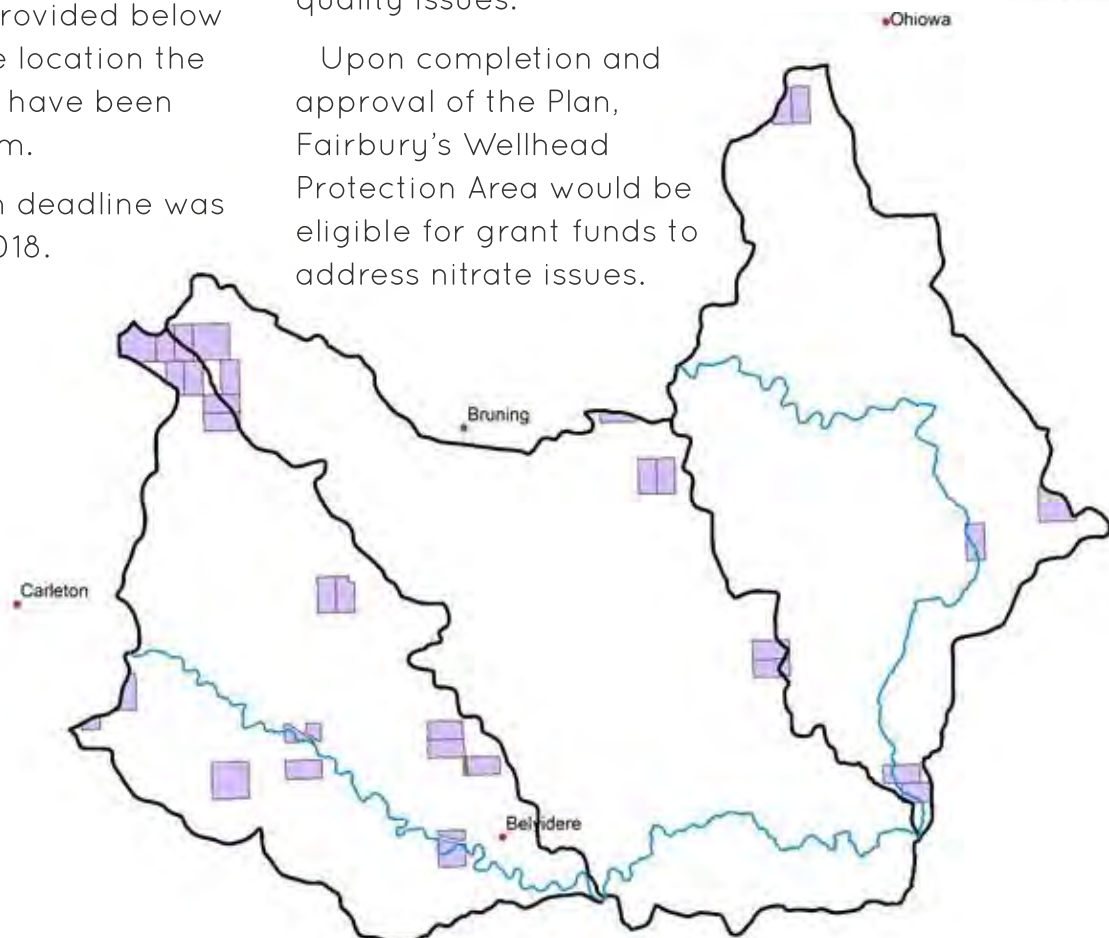 rovided below
e location the
have been
m.
n deadline was
018.
quality issues.
Upon completion and
approval of the Plan,
Fairbury's Wellhead
Protection Area would be
eligible for grant funds to
address nitrate issues.
Ohiowa
Bruning
Carleton
Belvidere